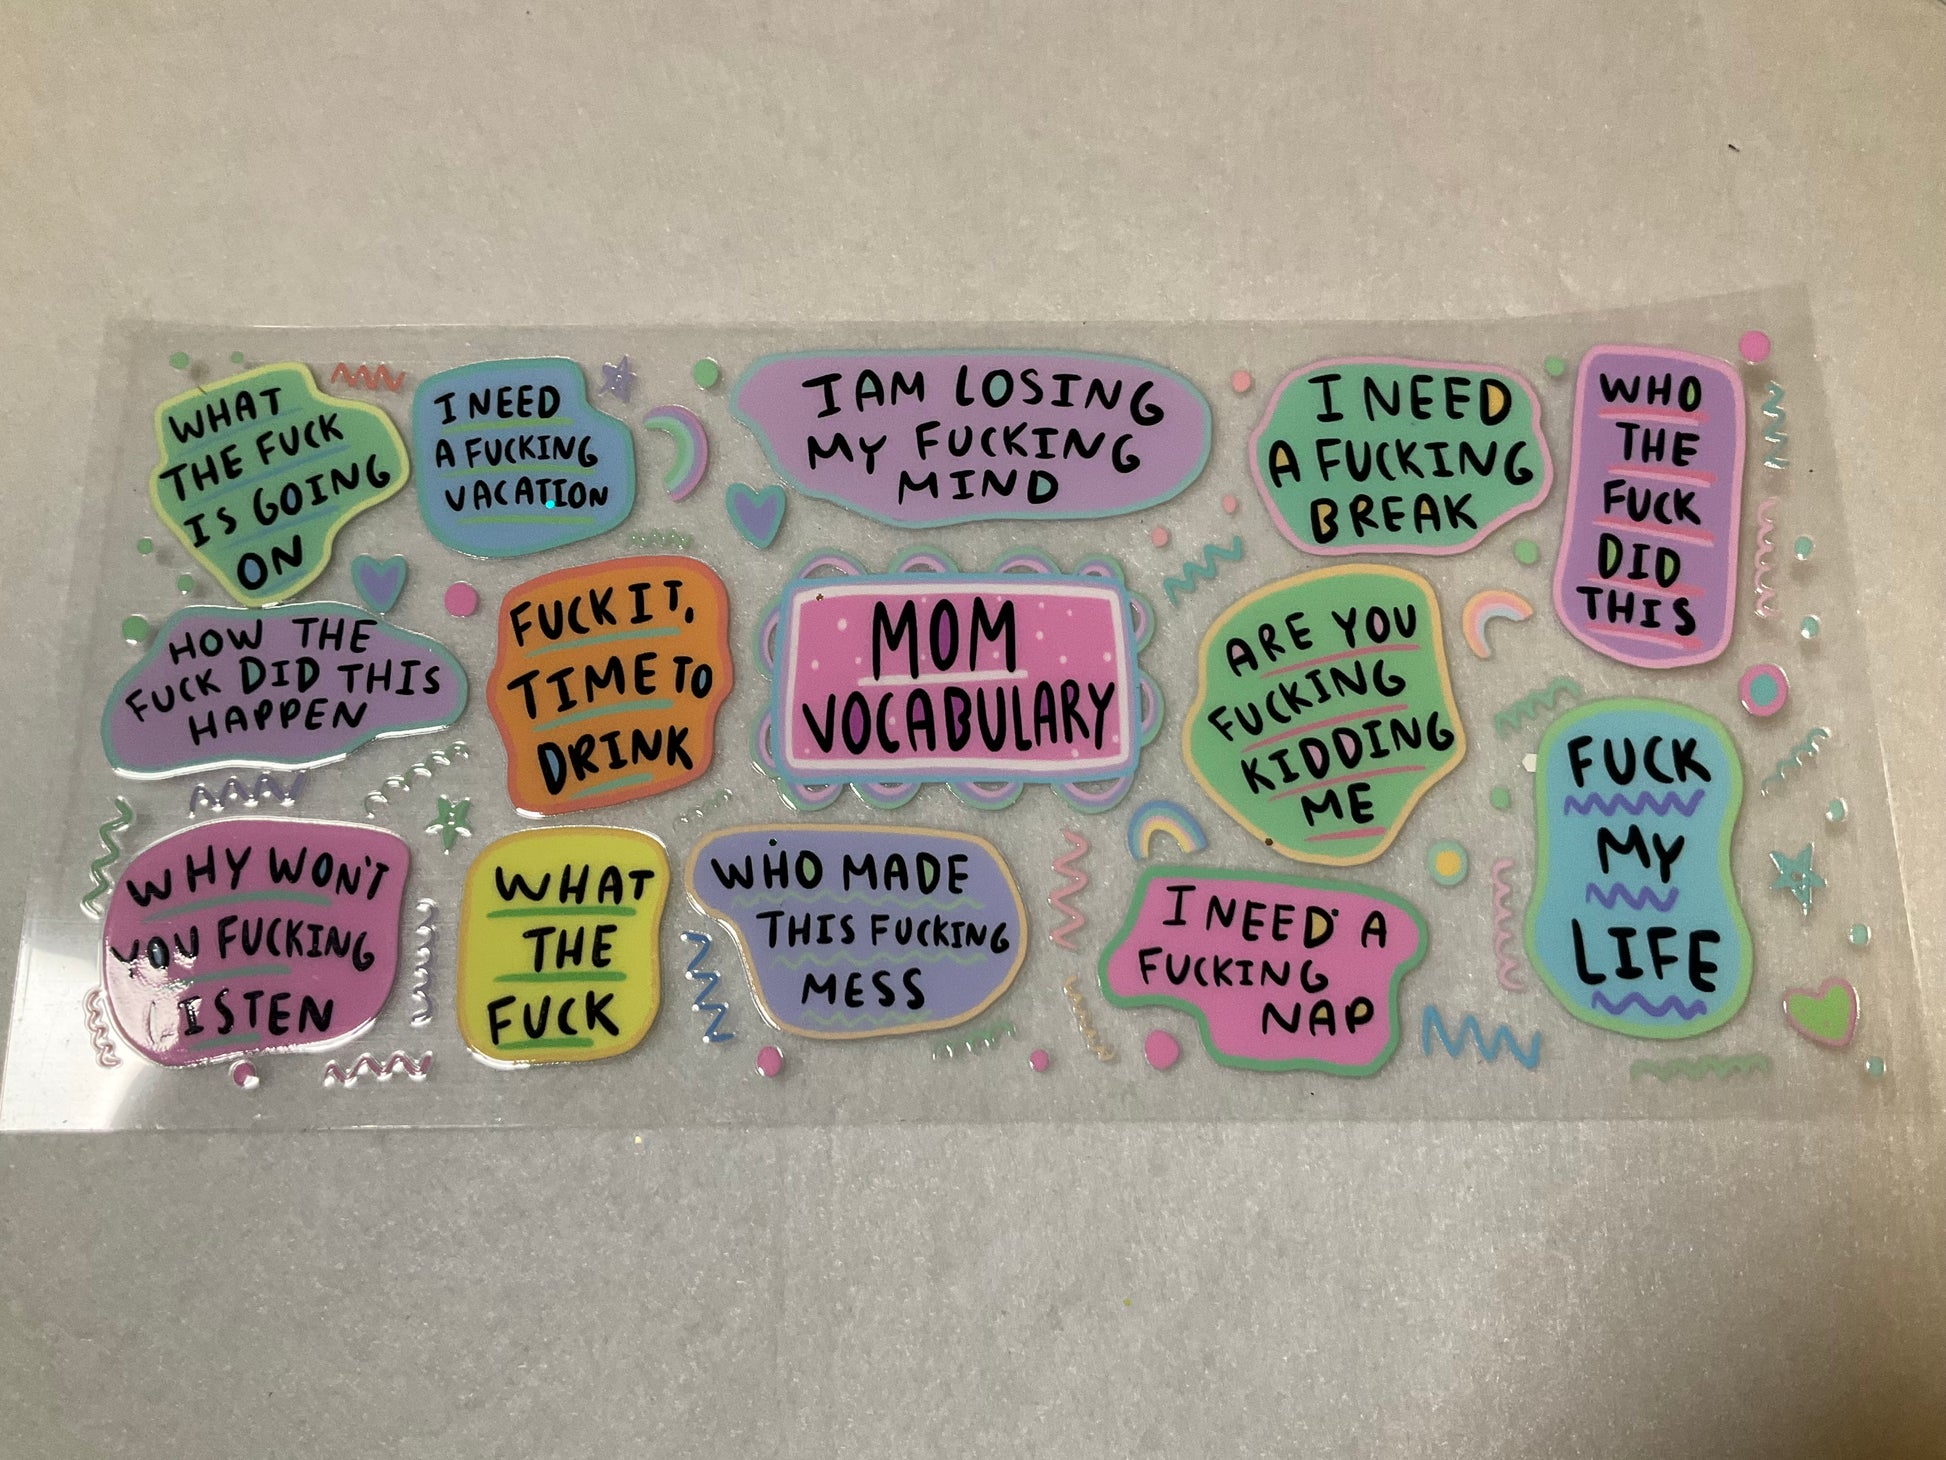 WHAT
THE FUCK
IS GOING
ON
I NEED
A FUCKING
VACATION
I AM LOSING
MY FUCKING
MIND
I NEED
A FUCKING
BREAK
WHO
THE
FUCK
DID
THIS
HOW THE
FUCK DID THIS
HAPPEN
FUCK IT,
TIME TO
DRINK
MOM
VOCABULARY
ARE YOU
FUCKING
KIDDING
ME
FUCK
MY
LIFE
WHY WON'T
YOU FUCKING
LISTEN
WHAT
THE
FUCK
WHO MADE
THIS FUCKING
MESS
I NEED A
FUCKING
NAP